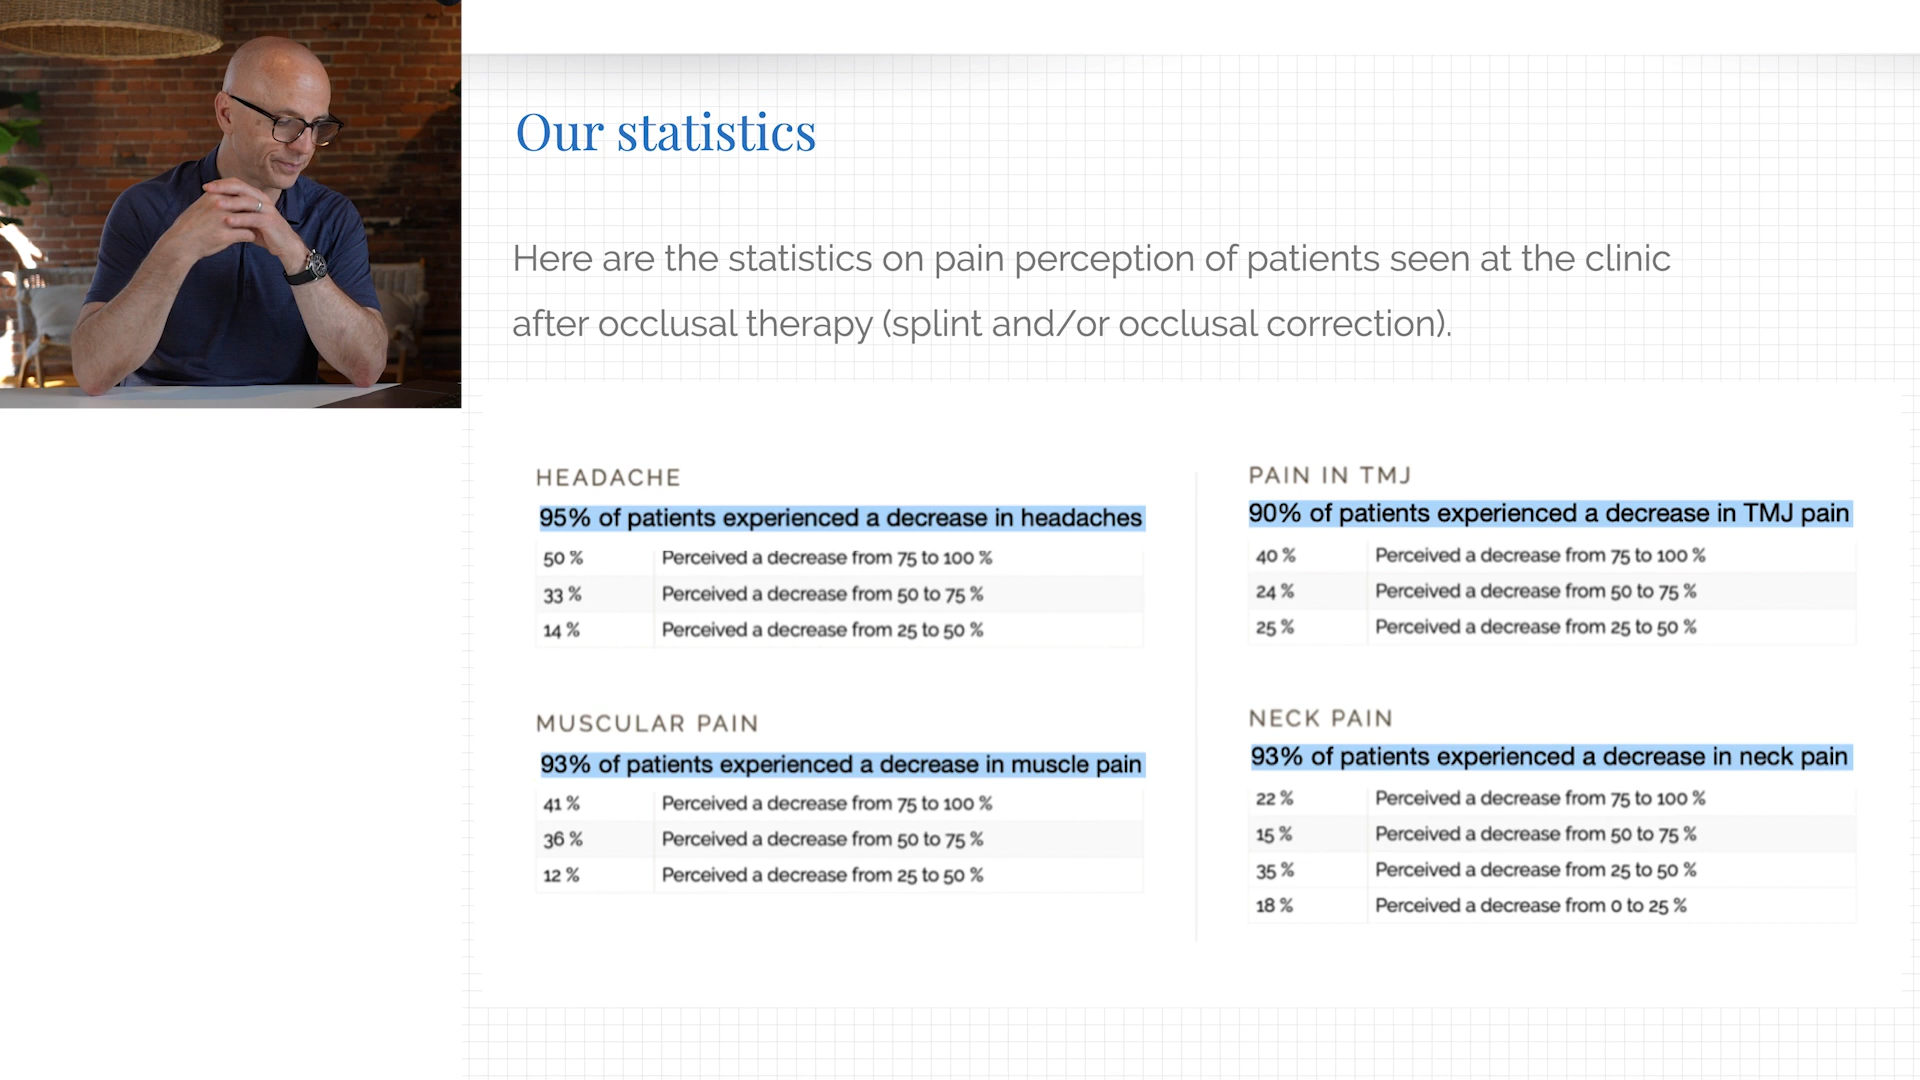 Our statistics
Here are the statistics on pain perception of patients seen at the clinic
after occlusal therapy (splint and/or occlusal correction).
HEADACHE
95% of patients experienced a decrease in headaches
50 % Perceived a decrease from 75 to 100 %
33 % Perceived a decrease from 50 to 75 %
14 % Perceived a decrease from 25 to 50 %
MUSCULAR PAIN
93% of patients experienced a decrease in muscle pain
41 % Perceived a decrease from 75 to 100 %
36 % Perceived a decrease from 50 to 75 %
12 % Perceived a decrease from 25 to 50 %
PAIN IN TMJ
90% of patients experienced a decrease in TMJ pain
40 % Perceived a decrease from 75 to 100 %
24 % Perceived a decrease from 50 to 75 %
25 % Perceived a decrease from 25 to 50 %
NECK PAIN
93% of patients experienced a decrease in neck pain
22 % Perceived a decrease from 75 to 100 %
15 % Perceived a decrease from 50 to 75 %
35 % Perceived a decrease from 25 to 50 %
18 % Perceived a decrease from 0 to 25 %